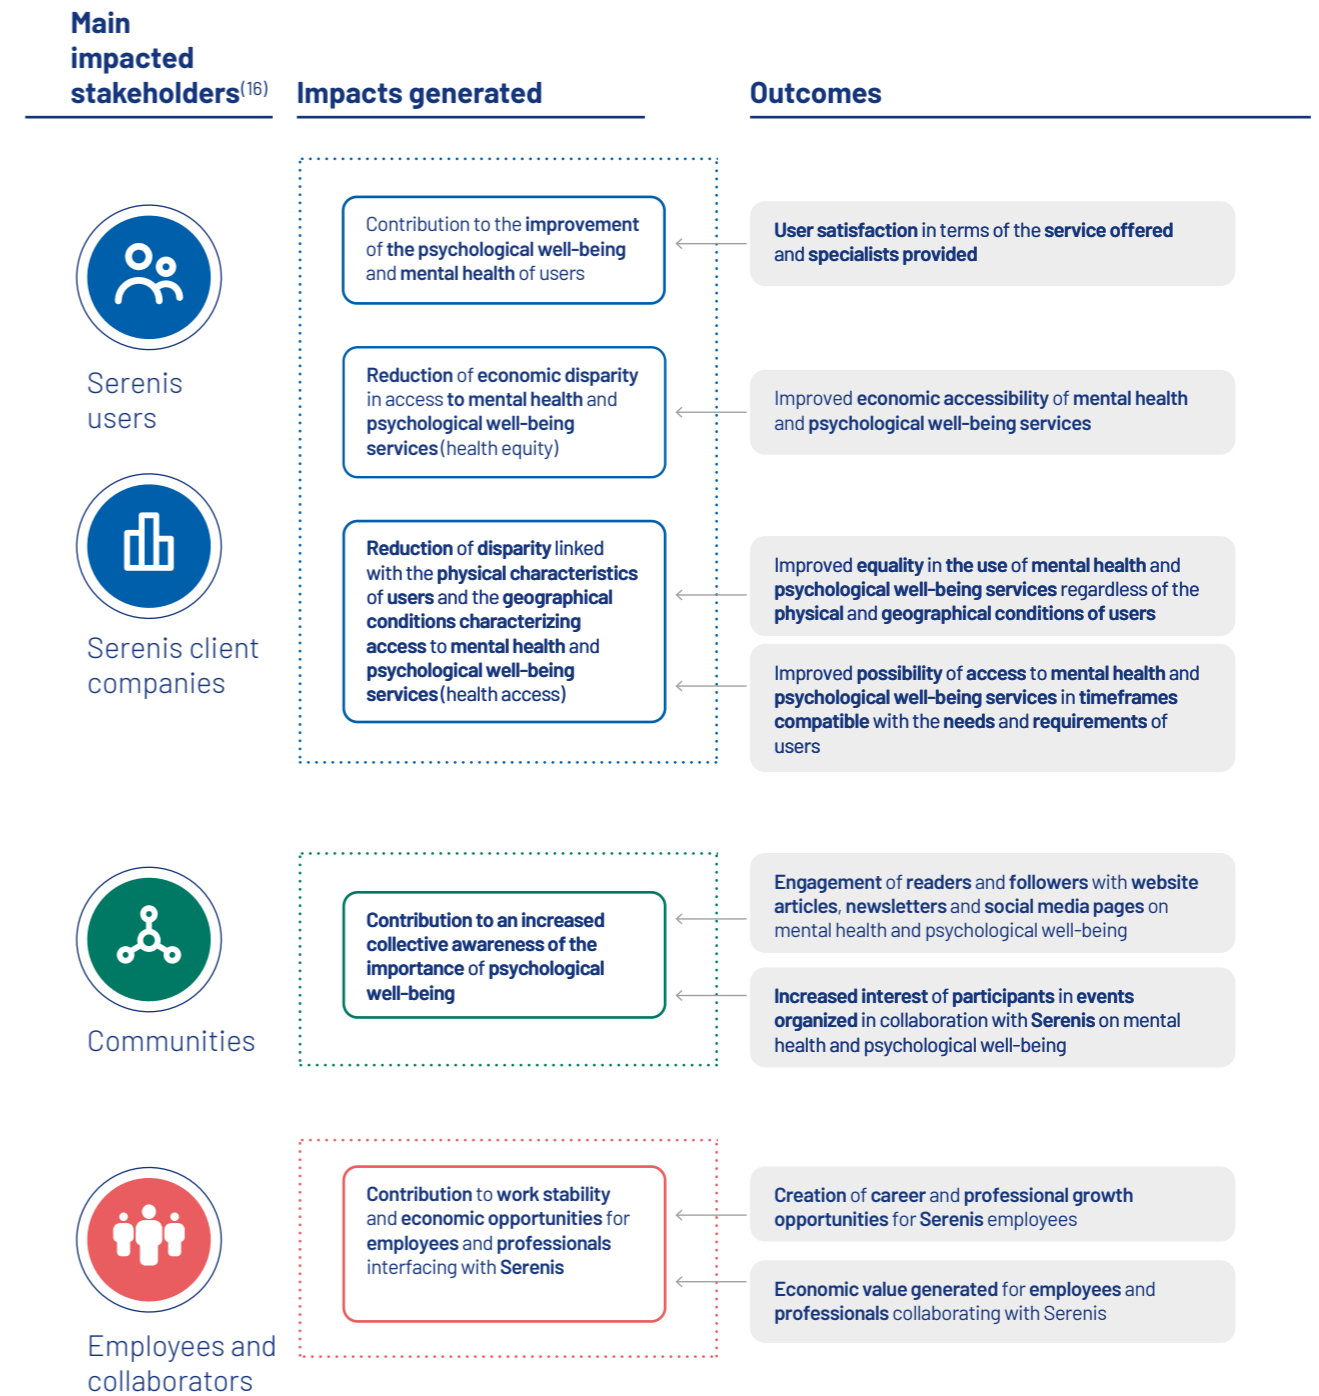 Main
impacted
stakeholders(16)
Impacts generated
Outcomes
Serenis
users
Serenis client
companies
Contribution to the improvement
of the psychological well-being
and mental health of users
User satisfaction in terms of the service offered
and specialists provided
Reduction of economic disparity
in access to mental health and
psychological well-being
services (health equity)
Improved economic accessibility of mental health
and psychological well-being services
Reduction of disparity linked
with the physical characteristics
of users and the geographical
conditions characterizing
access to mental health and
psychological well-being
services (health access)
Improved equality in the use of mental health and
psychological well-being services regardless of the
physical and geographical conditions of users
Improved possibility of access to mental health and
psychological well-being services in timeframes
compatible with the needs and requirements of
users
Communities
Contribution to an increased
collective awareness of the
importance of psychological
well-being
Engagement of readers and followers with website
articles, newsletters and social media pages on
mental health and psychological well-being
Increased interest of participants in events
organized in collaboration with Serenis on mental
health and psychological well-being
Employees and
collaborators
Contribution to work stability
and economic opportunities for
employees and professionals
interfacing with Serenis
Creation of career and professional growth
opportunities for Serenis employees
Economic value generated for employees and
professionals collaborating with Serenis